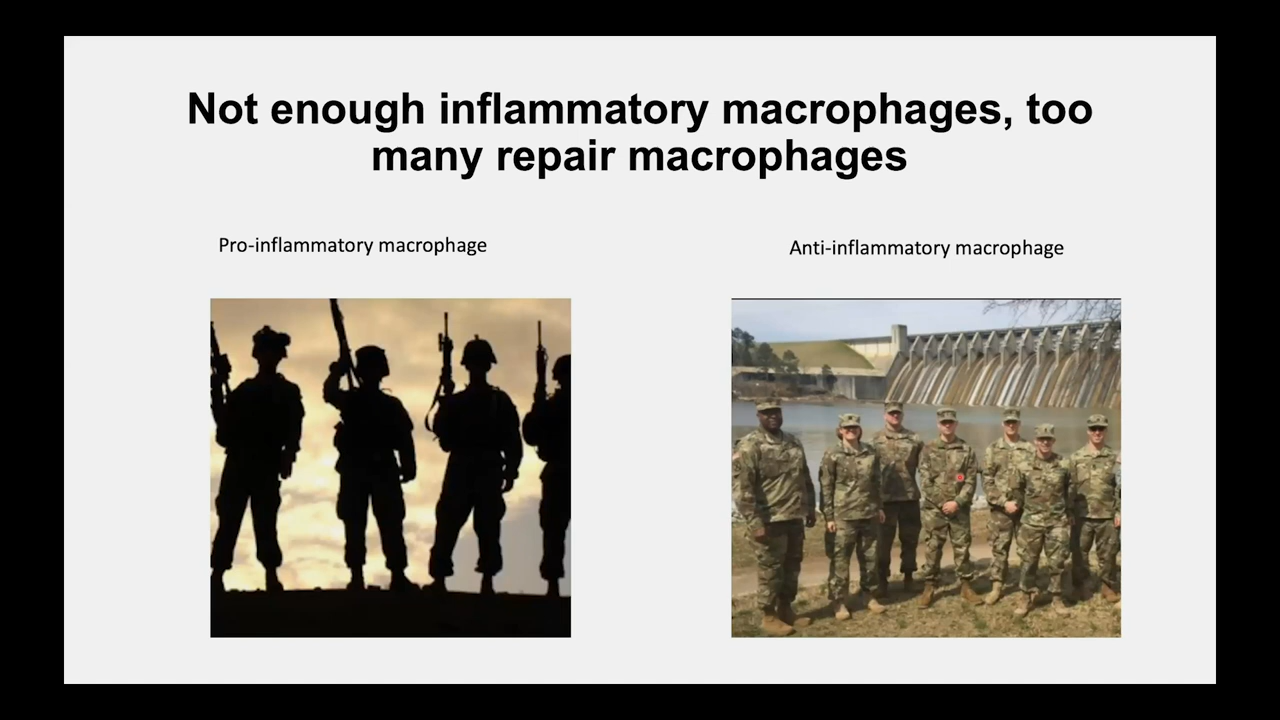 Not enough inflammatory macrophages, too
many repair macrophages
Pro-inflammatory macrophage
Anti-inflammatory macrophage